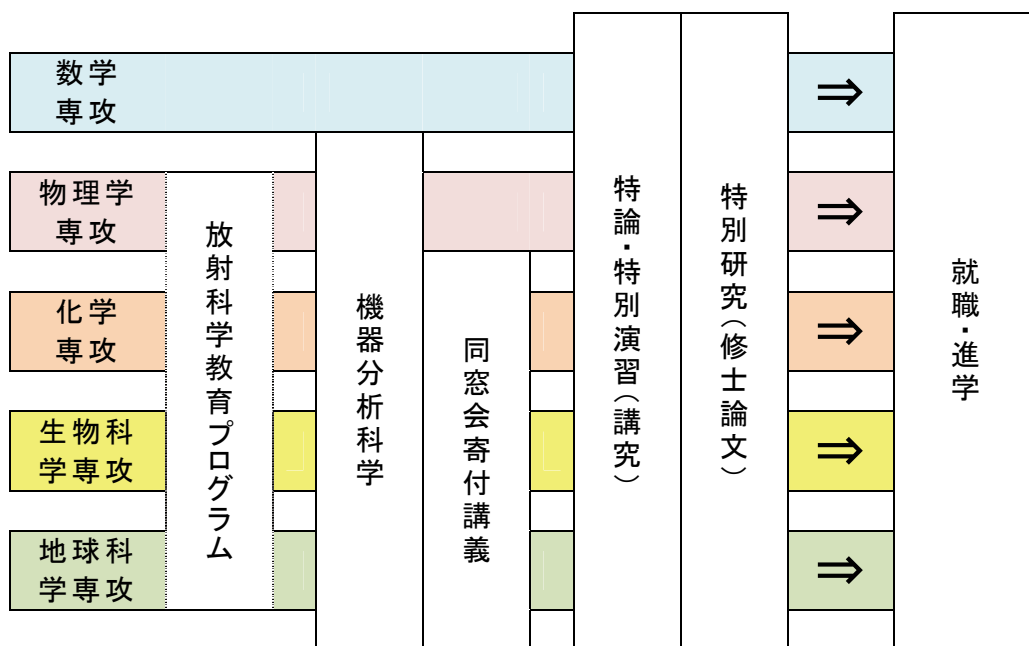 数学
専攻
物理学
専攻
化学
専攻
生物科
学専攻
地球科
学専攻
放射科学教育プログラム
機器分析科学
同窓会寄付講義
特論・特別演習（講究）
特別研究（修士論文）
⇒
⇒
⇒
⇒
⇒
就職・進学